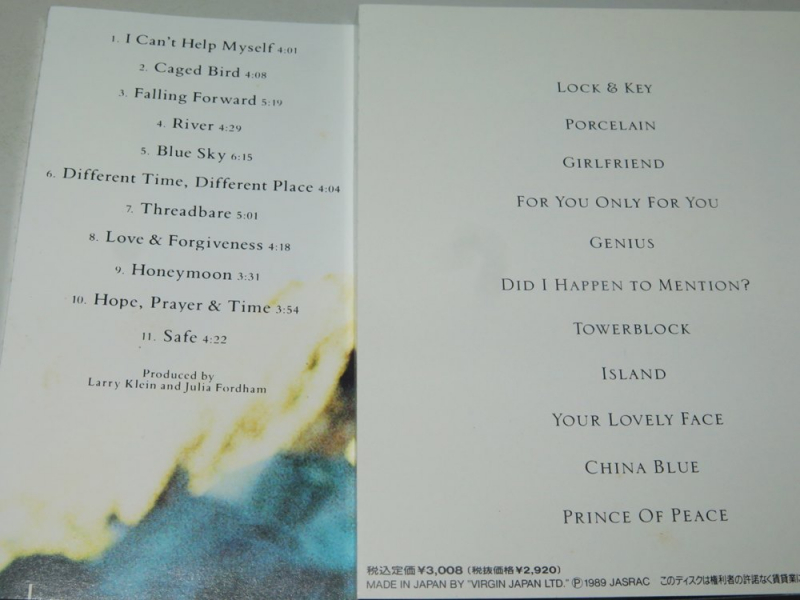 1. I Can't Help Myself 4:01
2. Caged Bird 4:08
3. Falling Forward 5:19
4. River 4:29
5. Blue Sky 6:15
6. Different Time, Different Place 4:04
7. Threadbare 5:01
8. Love & Forgiveness 4:18
9. Honeymoon 3:31
10. Hope, Prayer & Time 3:54
11. Safe 4:22
Produced by
Larry Klein and Julia Fordham
LOCK & KEY
PORCELAIN
GIRLFRIEND
FOR YOU ONLY FOR YOU
GENIUS
DID I HAPPEN TO MENTION?
TOWERBLOCK
ISLAND
YOUR LOVELY FACE
CHINA BLUE
PRINCE OF PEACE
税込定価¥3,008 (税抜価格¥2,920)
MADE IN JAPAN BY "VIRGIN JAPAN LTD." Ⓟ 1989 JASRAC このディスクは権利者の許諾なく賃貸業に